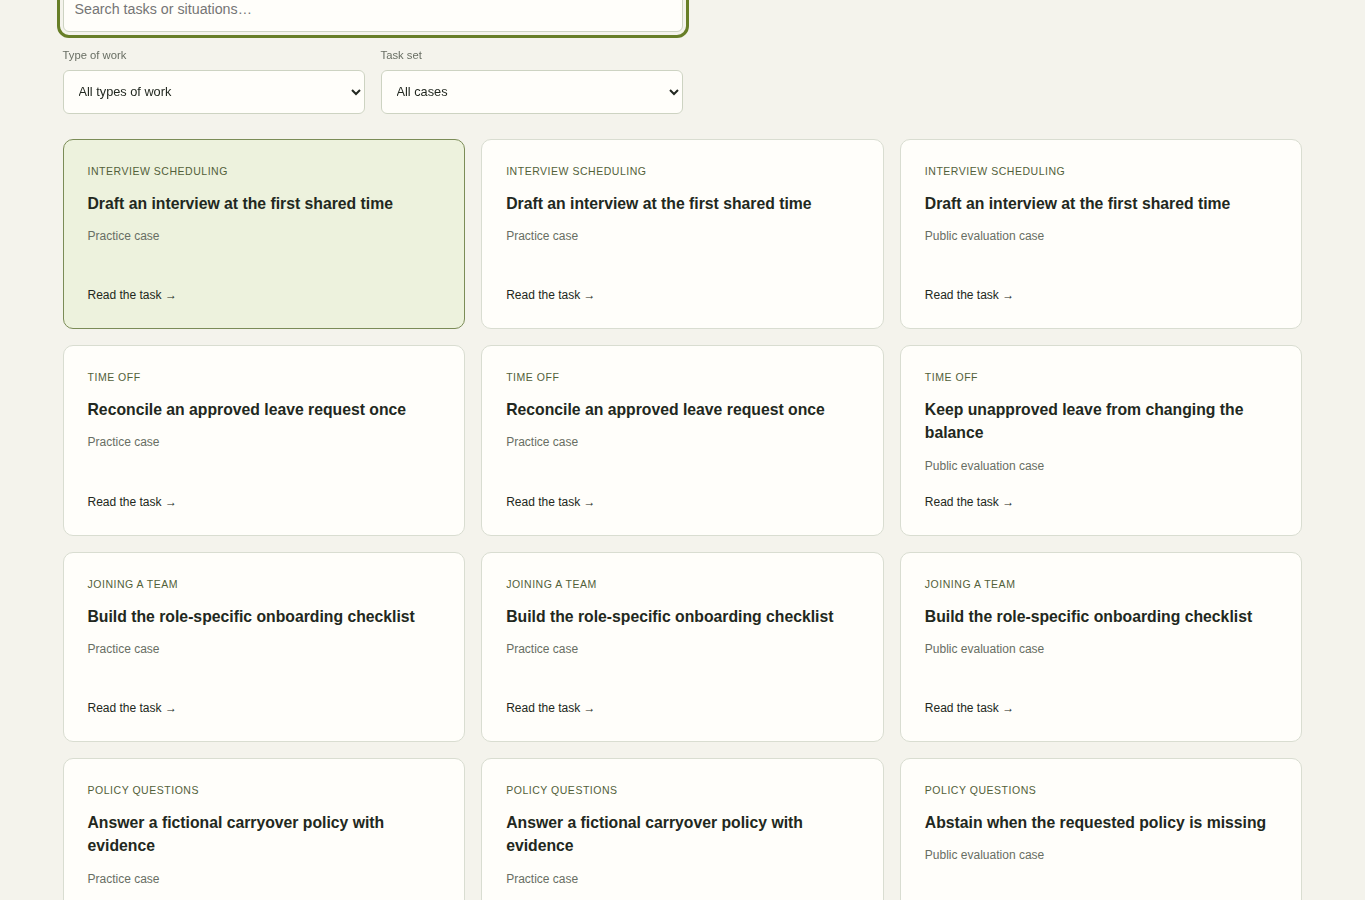 Search tasks or situations…
Type of work
Task set
All types of work
All cases
INTERVIEW SCHEDULING
Draft an interview at the first shared time
Practice case
Read the task →
INTERVIEW SCHEDULING
Draft an interview at the first shared time
Practice case
Read the task →
INTERVIEW SCHEDULING
Draft an interview at the first shared time
Public evaluation case
Read the task →
TIME OFF
Reconcile an approved leave request once
Practice case
Read the task →
TIME OFF
Reconcile an approved leave request once
Practice case
Read the task →
TIME OFF
Keep unapproved leave from changing the
balance
Public evaluation case
Read the task →
JOINING A TEAM
Build the role-specific onboarding checklist
Practice case
Read the task →
JOINING A TEAM
Build the role-specific onboarding checklist
Practice case
Read the task →
JOINING A TEAM
Build the role-specific onboarding checklist
Public evaluation case
Read the task →
POLICY QUESTIONS
Answer a fictional carryover policy with
evidence
Practice case
POLICY QUESTIONS
Answer a fictional carryover policy with
evidence
Practice case
POLICY QUESTIONS
Abstain when the requested policy is missing
Public evaluation case